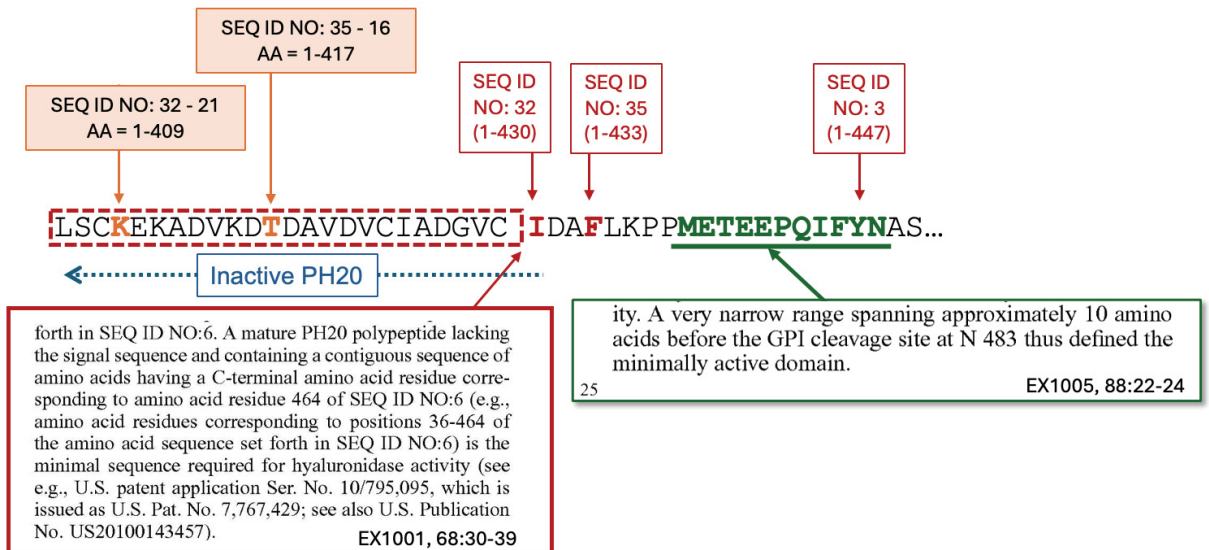 SEQ ID NO: 35 - 16
AA = 1-417
SEQ ID NO: 32 - 21
AA = 1-409
SEQ ID
NO: 32
(1-430)
SEQ ID
NO: 35
(1-433)
SEQ ID
NO: 3
(1-447)
LSCKEKADVKDTDAVDVCIADGVC IDAFLKPPMETEEPQIFYNAS...
Inactive PH20
forth in SEQ ID NO:6. A mature PH20 polypeptide lacking
the signal sequence and containing a contiguous sequence of
amino acids having a C-terminal amino acid residue corre-
sponding to amino acid residue 464 of SEQ ID NO:6 (e.g.,
amino acid residues corresponding to positions 36-464 of
the amino acid sequence set forth in SEQ ID NO:6) is the
minimal sequence required for hyaluronidase activity (see
e.g., U.S. patent application Ser. No. 10/795,095, which is
issued as U.S. Pat. No. 7,767,429; see also U.S. Publication
No. US20100143457).
EX1001, 68:30-39
ity. A very narrow range spanning approximately 10 amino
acids before the GPI cleavage site at N 483 thus defined the
minimally active domain.
25
EX1005, 88:22-24